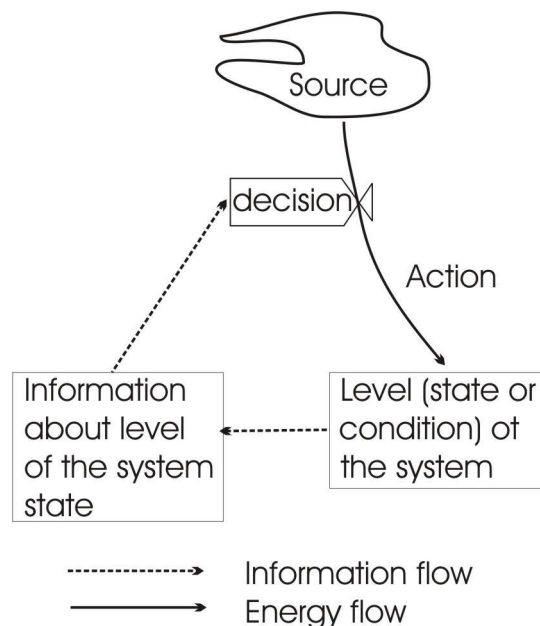 Source
decision
Action
Information
about level
of the system
state
Level (state or
condition) ot
the system
Information flow
Energy flow